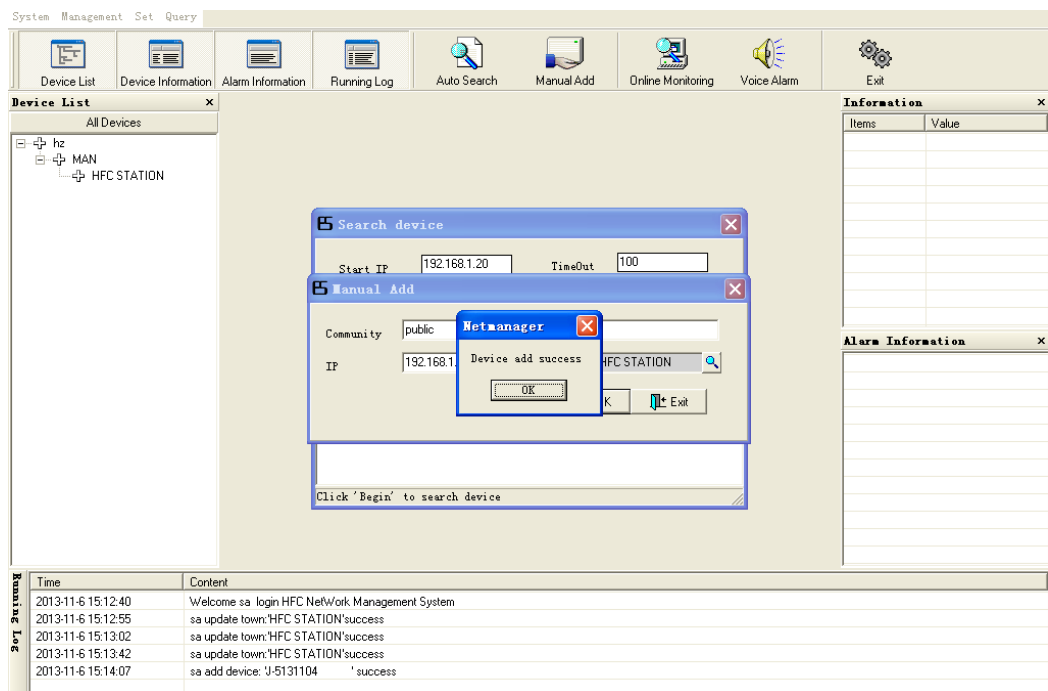 System Management Set Query
Device List Device Information Alarm Information Running Log Auto Search Manual Add Online Monitoring Voice Alarm Exit
Device List x
All Devices
hz
MAN
HFC STATION
Search device
Start IP 192.168.1.20 TimeOut 100
Manual Add
Community public
IP 192.168.1. HFC STATION
K Exit
Netmanager
Device add success
OK
Click 'Begin' to search device
Information x
Items Value
Alarm Information x
Running Log
Time Content
2013-11-6 15:12:40 Welcome sa login HFC NetWork Management System
2013-11-6 15:12:55 sa update town:'HFC STATION'success
2013-11-6 15:13:02 sa update town:'HFC STATION'success
2013-11-6 15:13:42 sa update town:'HFC STATION'success
2013-11-6 15:14:07 sa add device: 'J-5131104 ' success